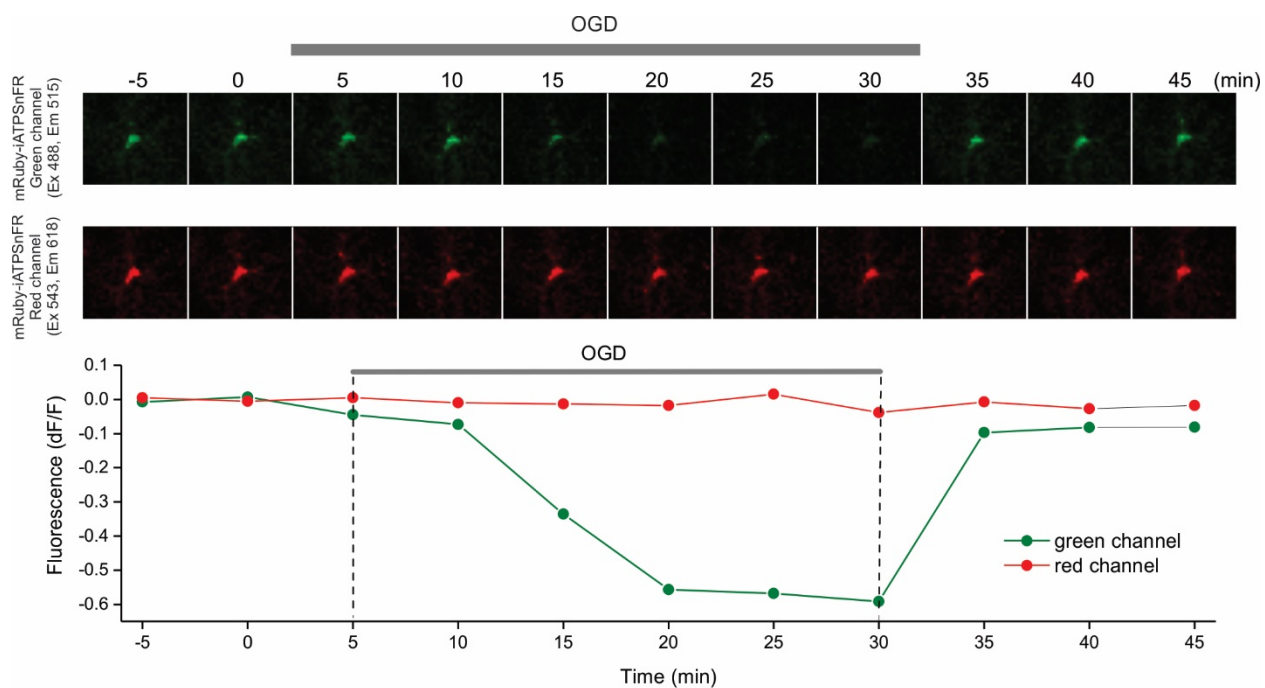 OGD
-5 0 5 10 15 20 25 30 35 40 45 (min)
mRuby-iATPSnFR
Green channel
(Ex 488, Em 515)
mRuby-iATPSnFR
Red channel
(Ex 543, Em 618)
OGD
0.1
0.0
-0.1
-0.2
-0.3
-0.4
-0.5
-0.6
Fluorescence (dF/F)
green channel
red channel
-5 0 5 10 15 20 25 30 35 40 45
Time (min)